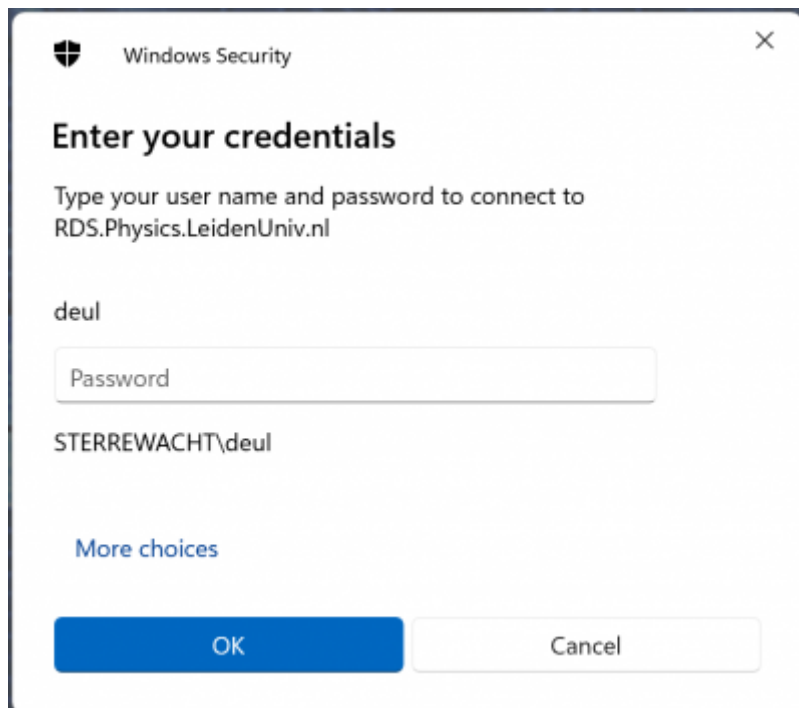 Windows Security
Enter your credentials
Type your user name and password to connect to
RDS.Physics.LeidenUniv.nl
deul
Password
STERREWACHT\deul
More choices
OK
Cancel